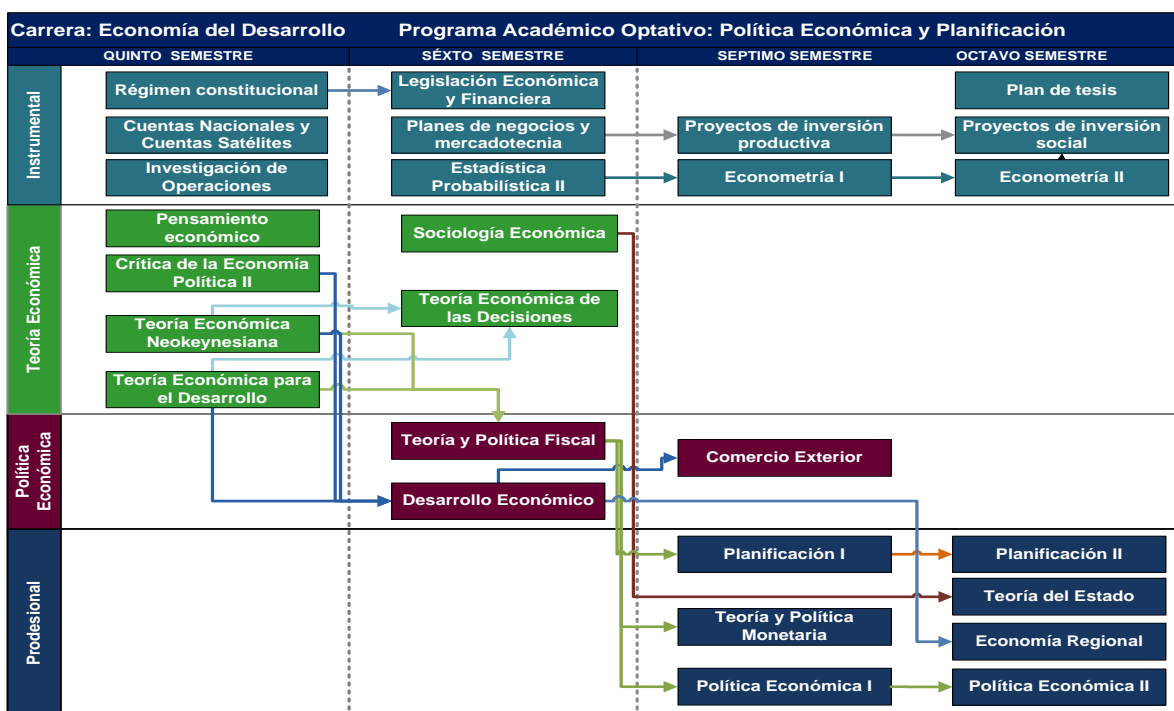 Carrera: Economía del Desarrollo
Programa Académico Optativo: Política Económica y Planificación
QUINTO SEMESTRE
SÉXTO SEMESTRE
SEPTIMO SEMESTRE
OCTAVO SEMESTRE
Instrumental
Régimen constitucional
Legislación Económica
y Financiera
Plan de tesis
Cuentas Nacionales y
Cuentas Satélites
Planes de negocios y
mercadotecnia
Proyectos de inversión
productiva
Proyectos de inversión
social
Investigación de
Operaciones
Estadística
Probabilística II
Econometría I
Econometría II
Teoría Económica
Pensamiento
económico
Sociología Económica
Crítica de la Economía
Política II
Teoría Económica de
las Decisiones
Teoría Económica
Neokeynesiana
Teoría Económica para
el Desarrollo
Política
Económica
Teoría y Política Fiscal
Comercio Exterior
Desarrollo Económico
Prodesional
Planificación I
Planificación II
Teoría del Estado
Teoría y Política
Monetaria
Economía Regional
Política Económica I
Política Económica II